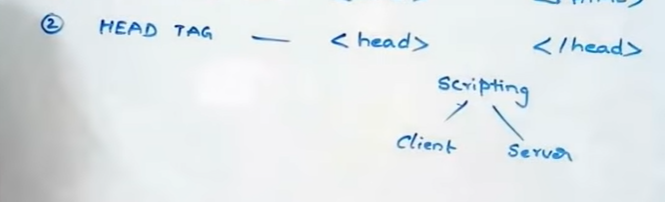 ② HEAD TAG — <head> </head>
Scripting
Client Server